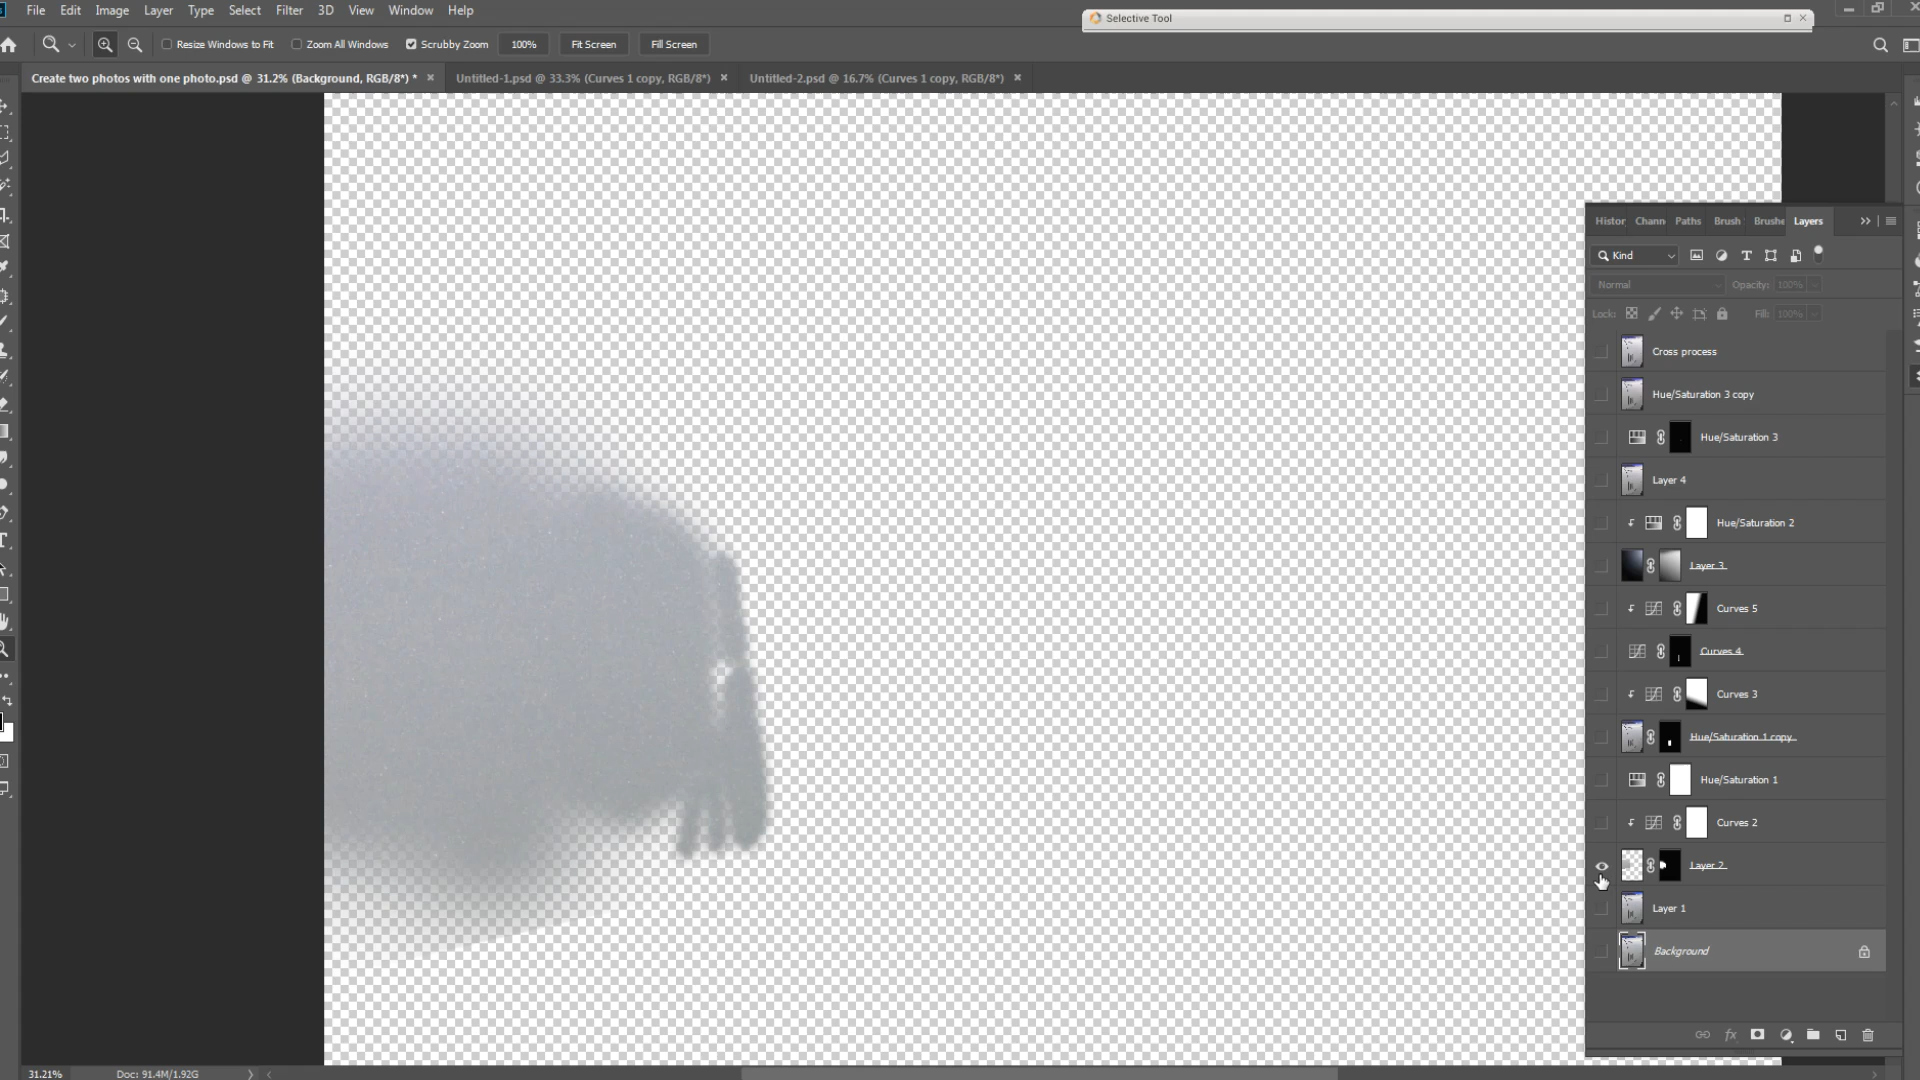 File Edit Image Layer Type Select Filter 3D View Window Help
Selective Tool
Resize Windows to Fit Zoom All Windows Scrubby Zoom 100% Fit Screen Fill Screen
Create two photos with one photo.psd @ 31.2% (Background, RGB/8*) *
Untitled-1.psd @ 33.3% (Curves 1 copy, RGB/8*)
Untitled-2.psd @ 16.7% (Curves 1 copy, RGB/8*)
Histor Chann Paths Brush Brushe Layers
Kind
Normal Opacity: 100%
Lock: Fill: 100%
Cross process
Hue/Saturation 3 copy
Hue/Saturation 3
Layer 4
Hue/Saturation 2
Layer 3
Curves 5
Curves 4
Curves 3
Hue/Saturation 1 copy
Hue/Saturation 1
Curves 2
Layer 2
Layer 1
Background
fx
31.21% Doc: 91.4M/1.92G